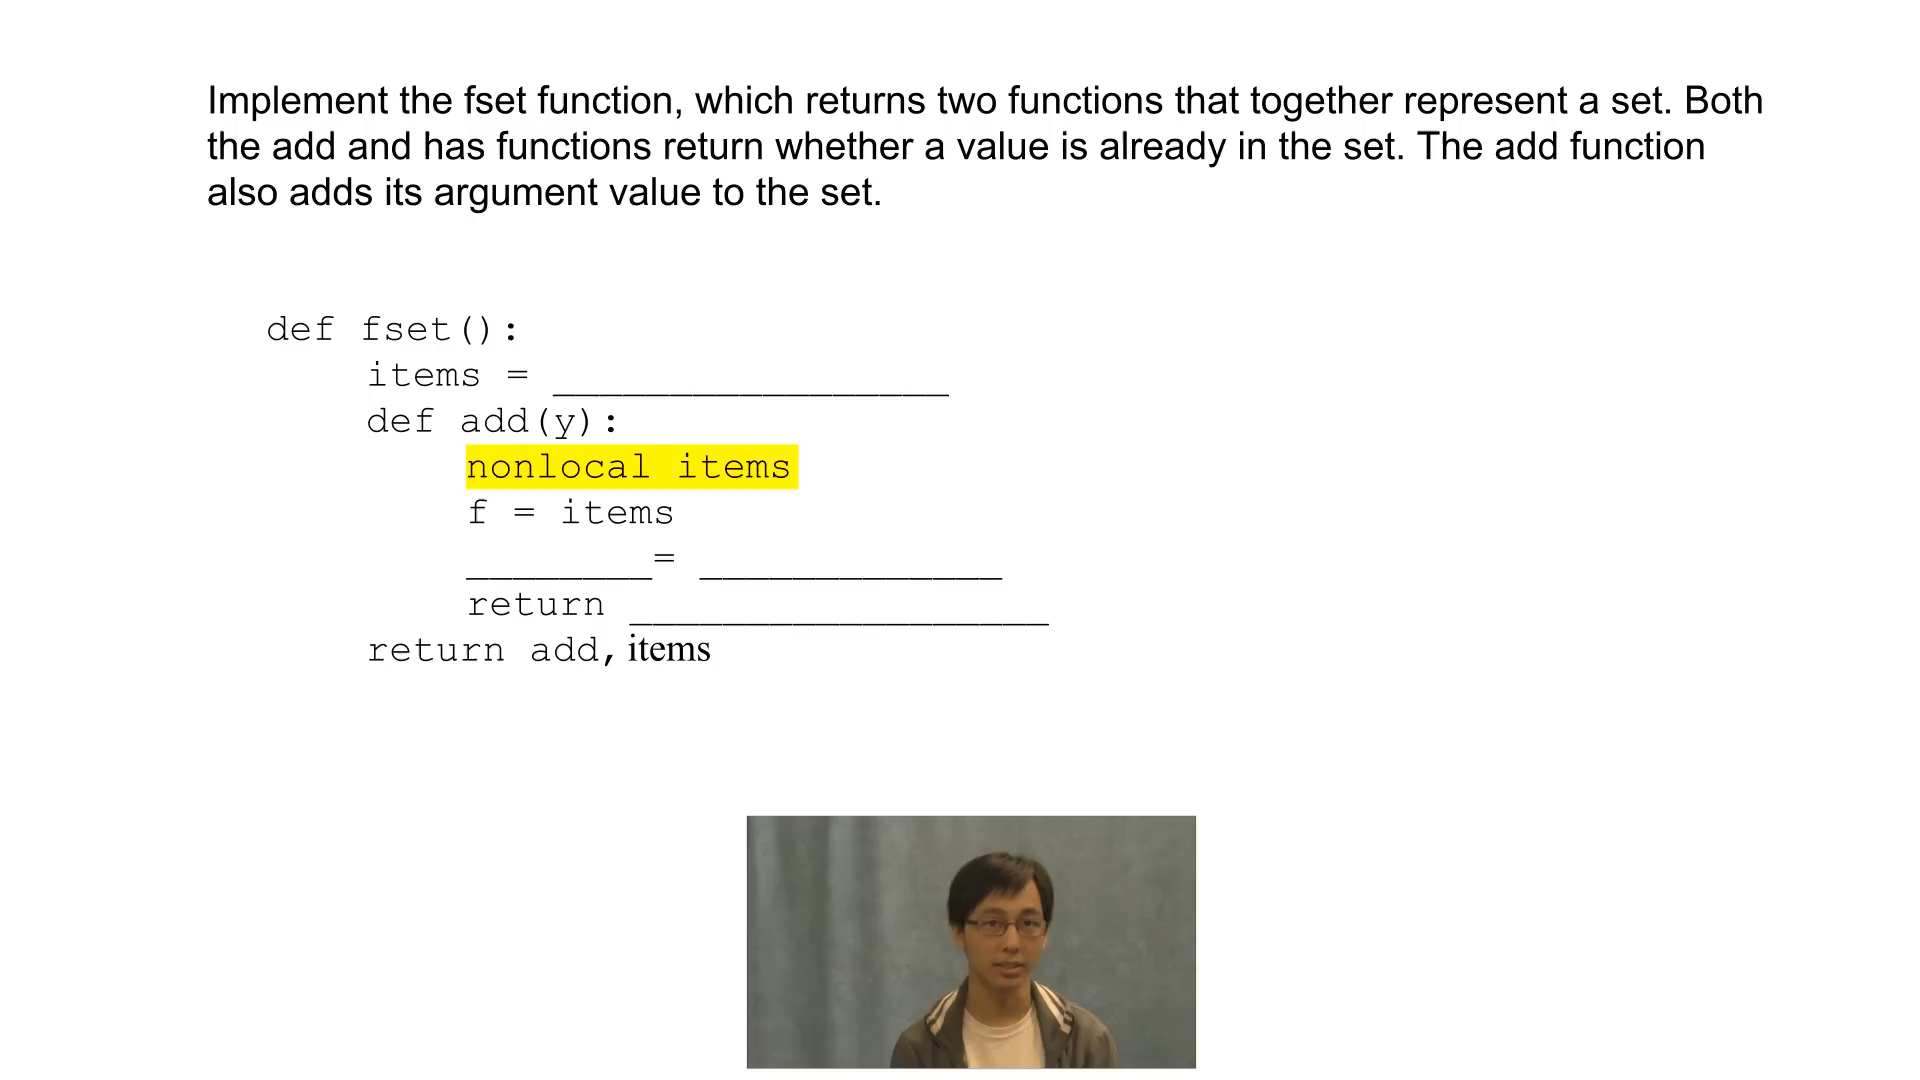 Implement the fset function, which returns two functions that together represent a set. Both
the add and has functions return whether a value is already in the set. The add function
also adds its argument value to the set.
def fset():
items = _________________
def add(y):
nonlocal items
f = items
________= _____________
return __________________
return add, items